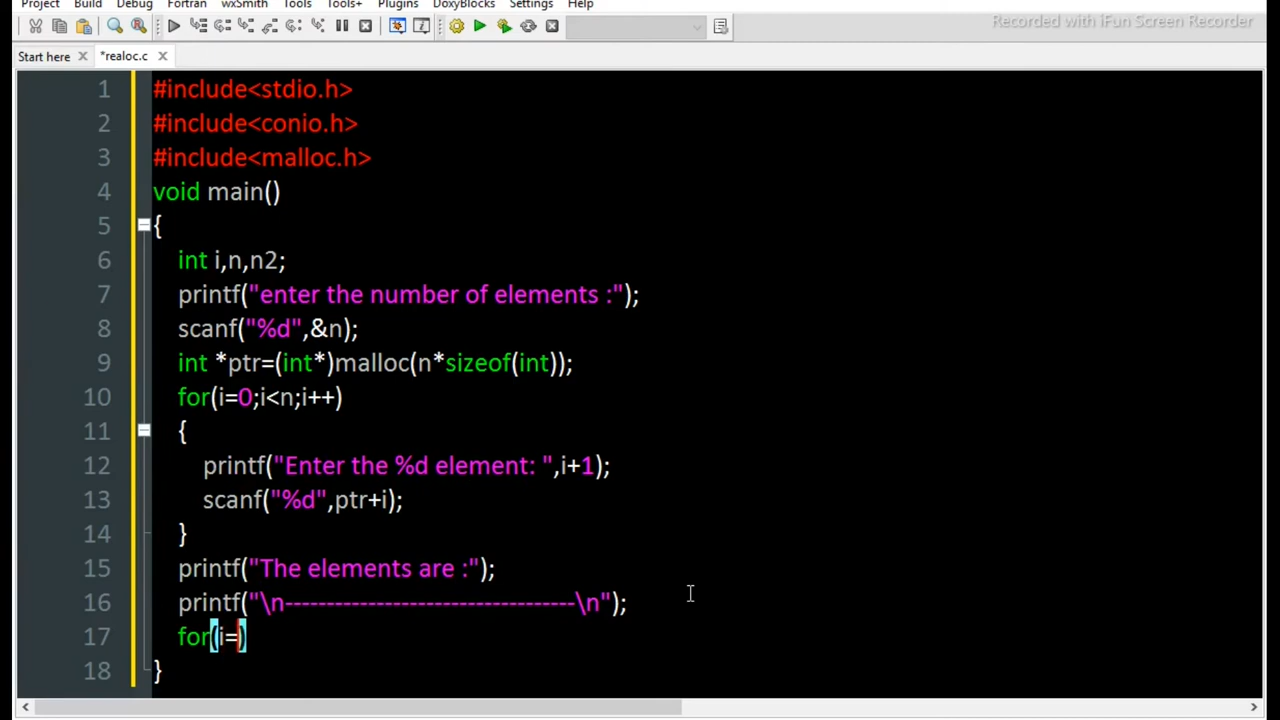 Project Build Debug Fortran wxSmith Tools Tools+ Plugins DoxyBlocks Settings Help
Recorded with iFun Screen Recorder
Start here *realoc.c
1 #include<stdio.h>
2 #include<conio.h>
3 #include<malloc.h>
4 void main()
5 {
6 int i,n,n2;
7 printf("enter the number of elements :");
8 scanf("%d",&n);
9 int *ptr=(int*)malloc(n*sizeof(int));
10 for(i=0;i<n;i++)
11 {
12 printf("Enter the %d element: ",i+1);
13 scanf("%d",ptr+i);
14 }
15 printf("The elements are :");
16 printf("\n-----------------------------------\n");
17 for(i=)
18 }